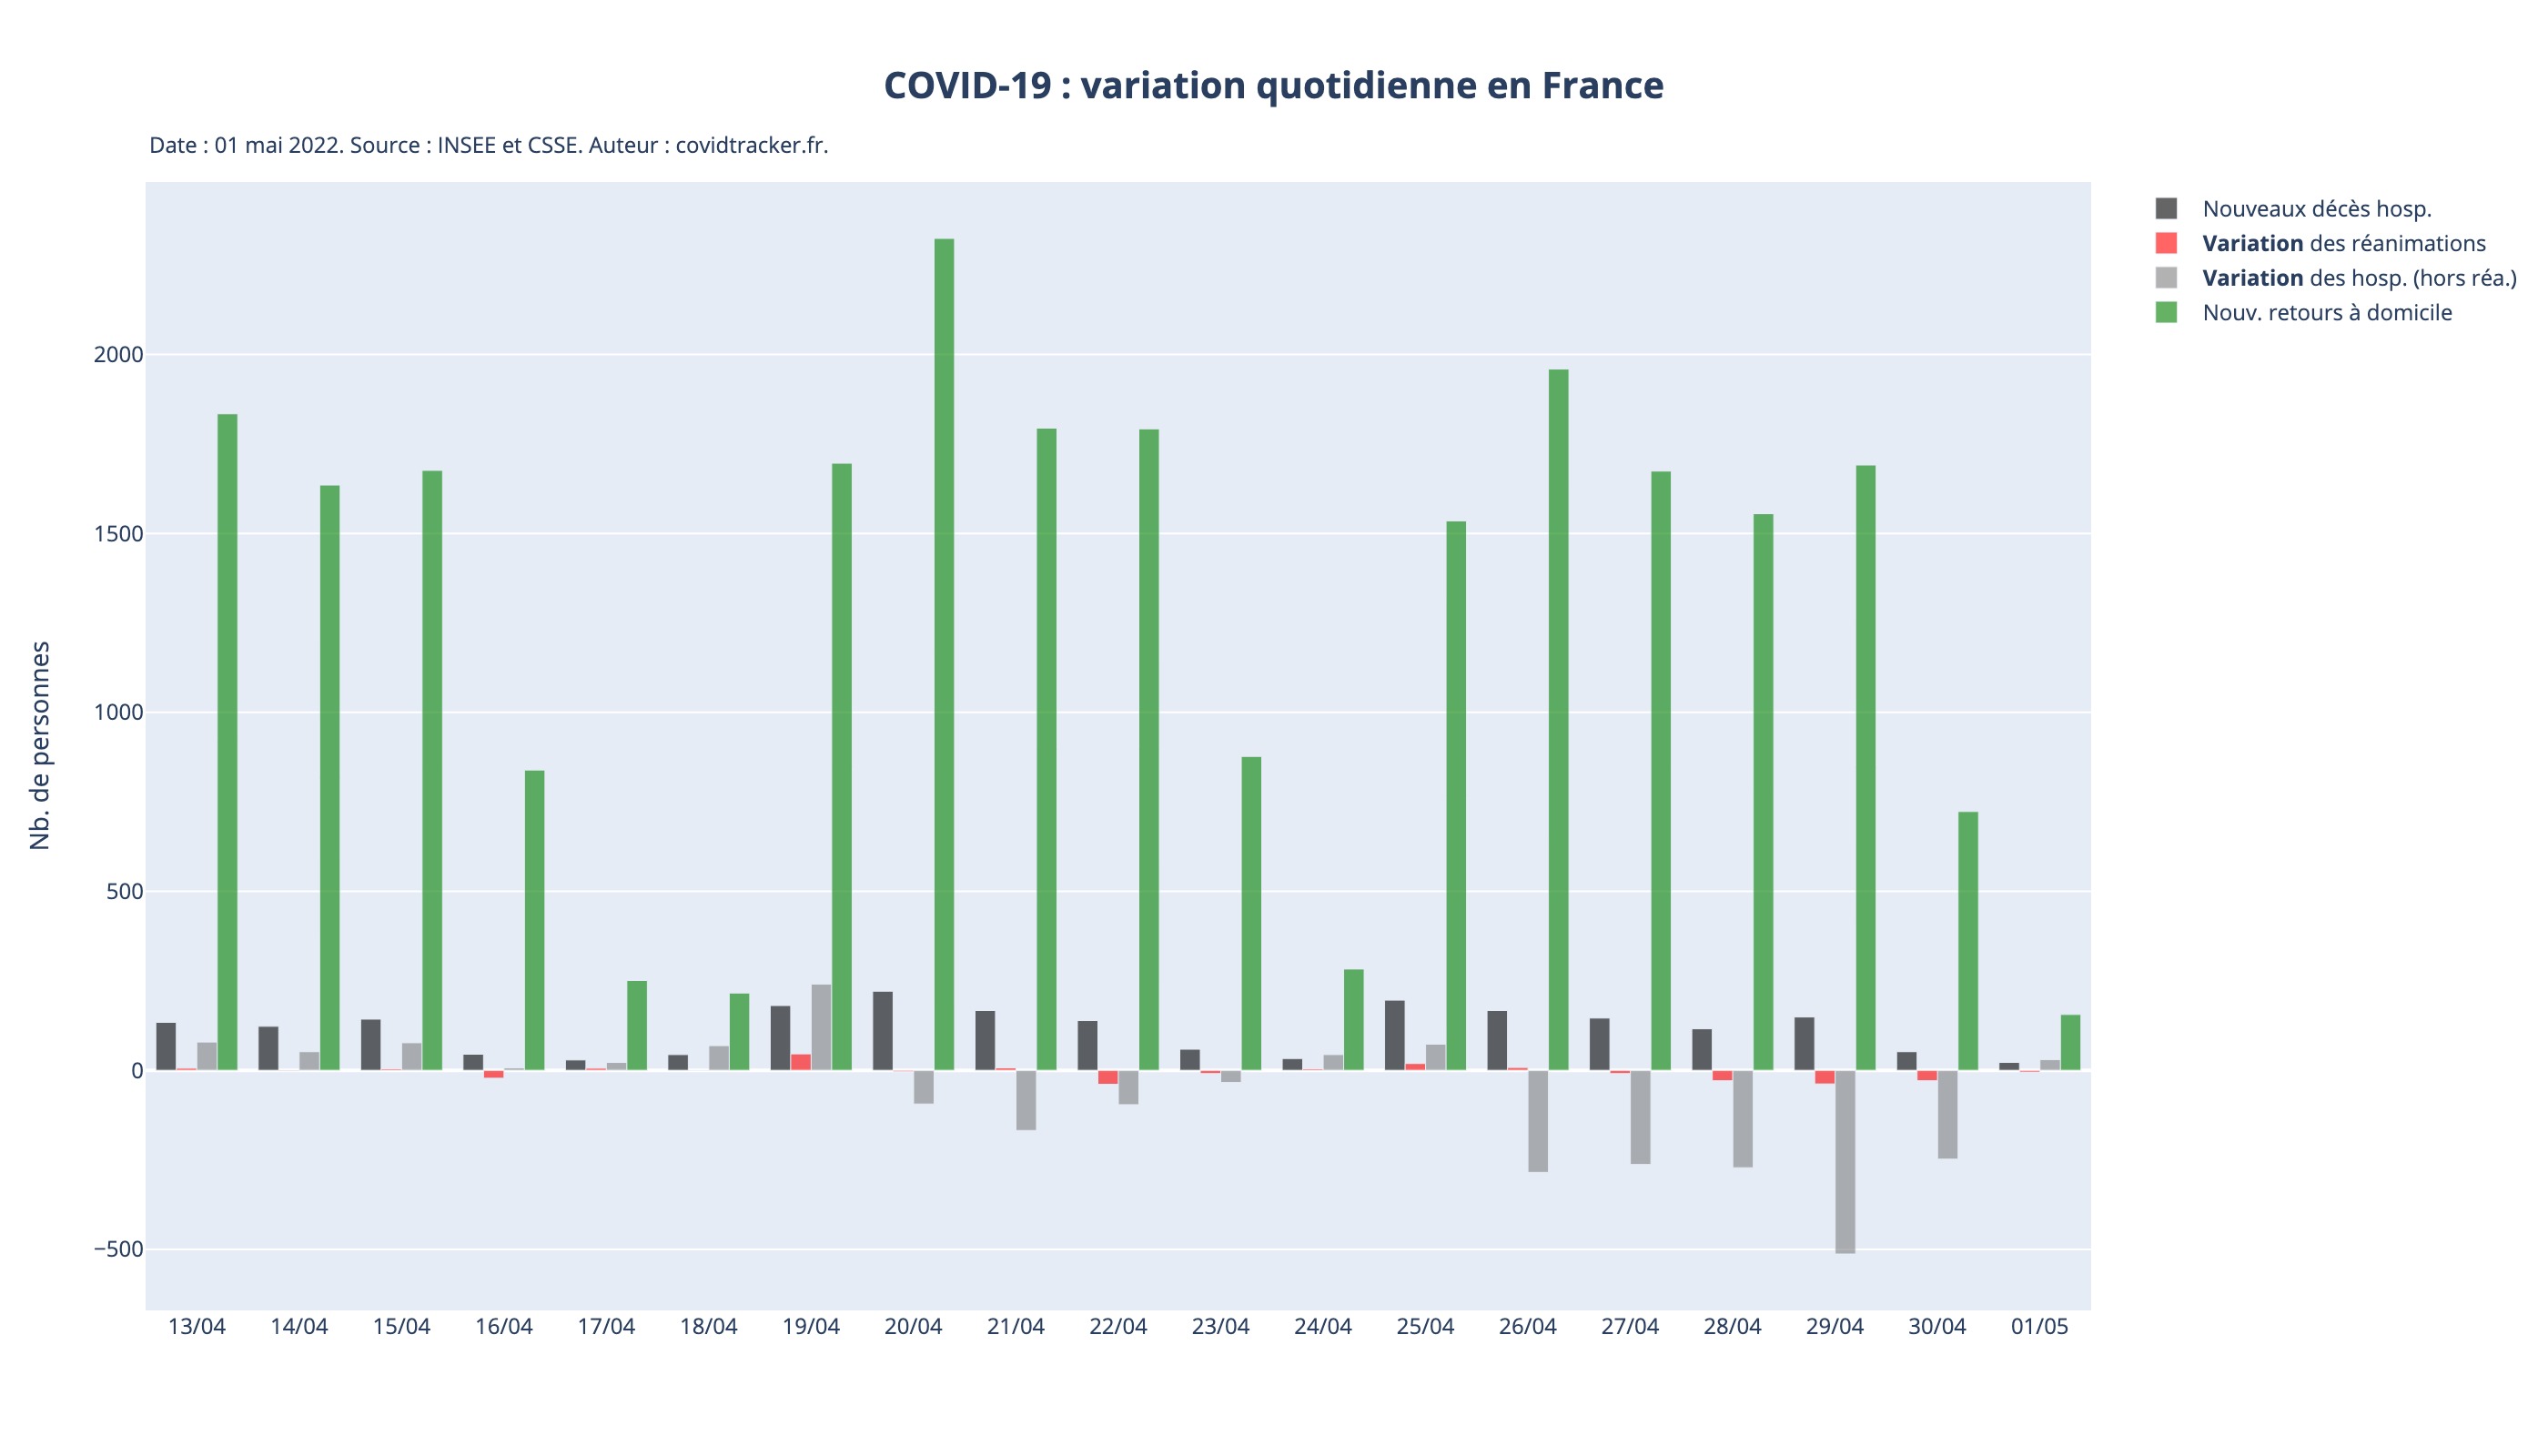 COVID-19 : variation quotidienne en France
Date : 01 mai 2022. Source : INSEE et CSSE. Auteur : covidtracker.fr.
Nouveaux décès hosp.
Variation des réanimations
Variation des hosp. (hors réa.)
Nouv. retours à domicile
Nb. de personnes
2000
1500
1000
500
0
−500
13/04 14/04 15/04 16/04 17/04 18/04 19/04 20/04 21/04 22/04 23/04 24/04 25/04 26/04 27/04 28/04 29/04 30/04 01/05